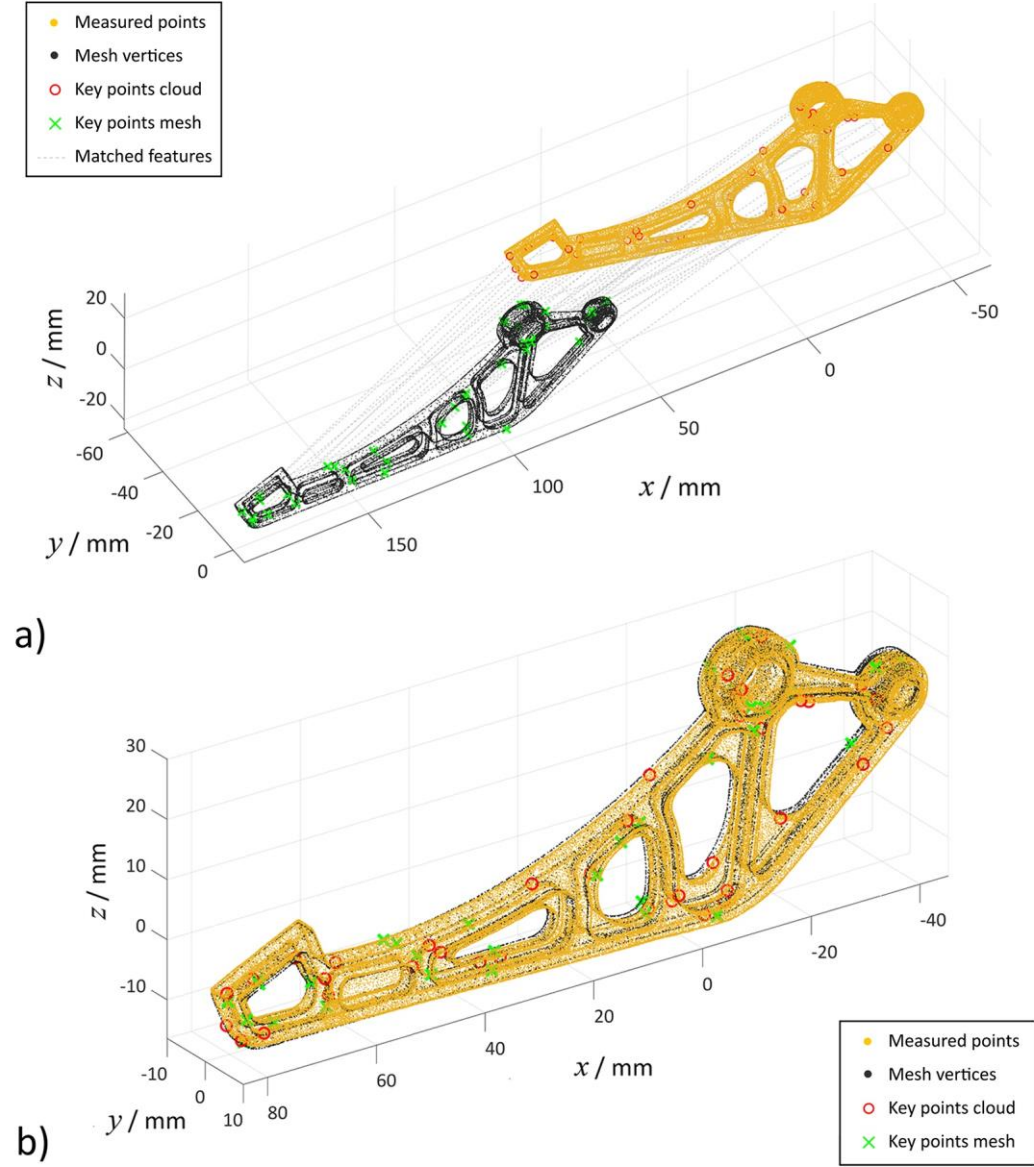 Measured points
Mesh vertices
Key points cloud
Key points mesh
Matched features
20
0
-20
z / mm
-60
-40
-20
0
y / mm
150
100
50
0
-50
x / mm
a)
30
20
10
0
-10
z / mm
-10
0
10
y / mm
80
60
40
20
0
-20
-40
x / mm
b)
Measured points
Mesh vertices
Key points cloud
Key points mesh